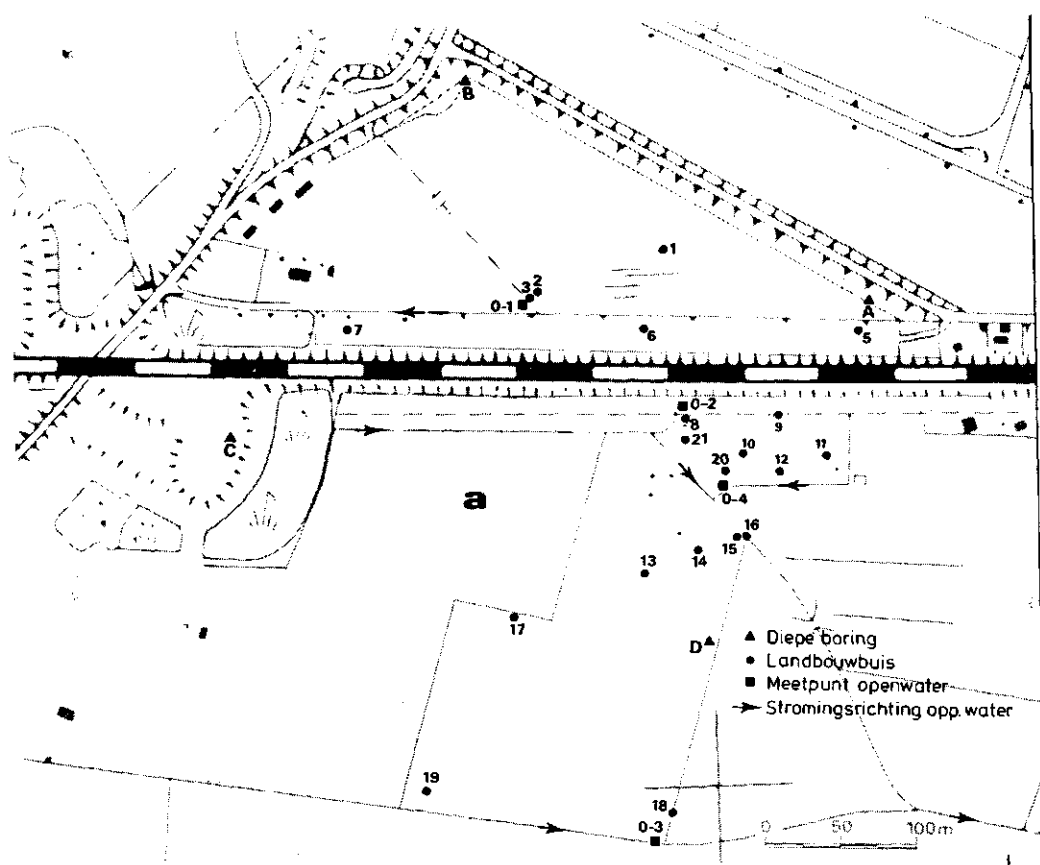 B
1
2
3
0-1
A
7
6
5
0-2
8
9
21
10
11
C
20
12
a
0-4
16
15
14
13
17
D
Diepe boring
Landbouwbuis
Meetpunt openwater
Stromingsrichting opp. water
19
18
0-3
0 50 100m